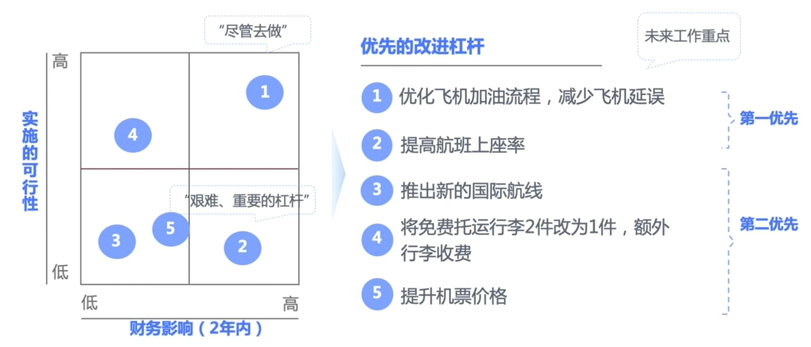 “尽管去做”
高
实施的可行性
低
1
4
“艰难、重要的杠杆”
3
5
2
低
高
财务影响（2年内）
优先的改进杠杆
未来工作重点
1 优化飞机加油流程，减少飞机延误
2 提高航班上座率
3 推出新的国际航线
4 将免费托运行李2件改为1件，额外
行李收费
5 提升机票价格
第一优先
第二优先